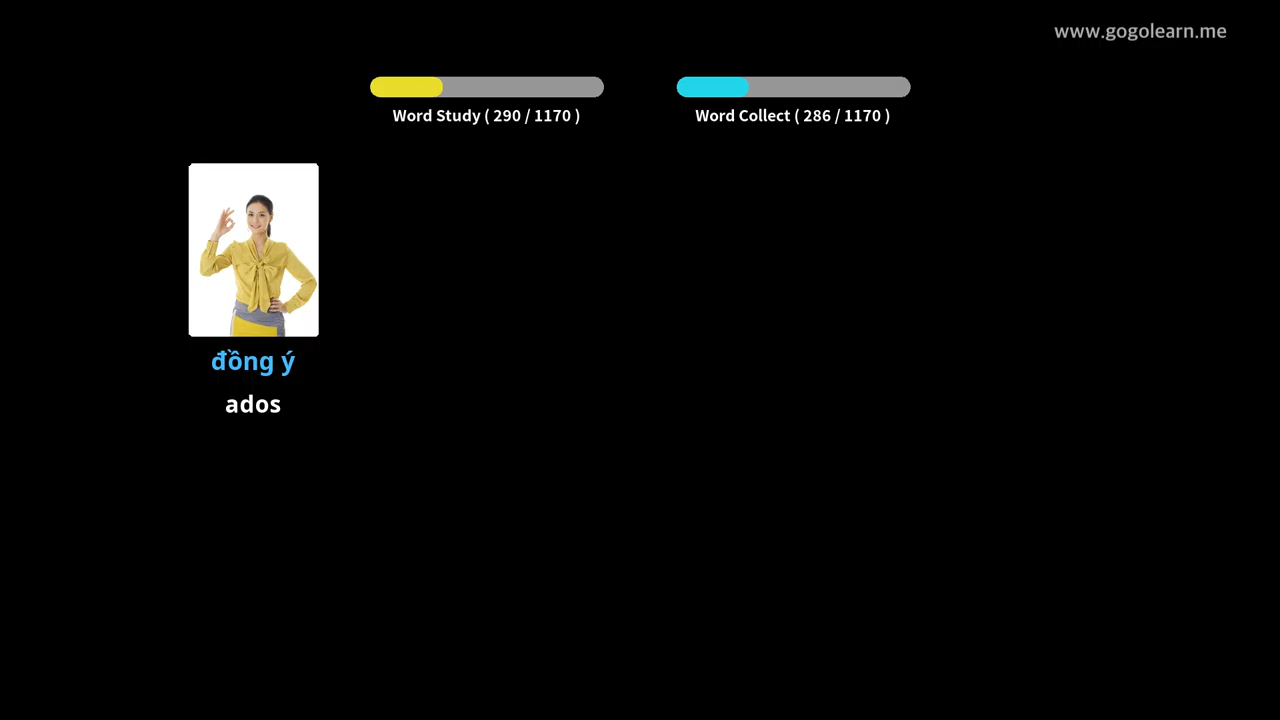 www.gogolearn.me
Word Study ( 290 / 1170 )
Word Collect ( 286 / 1170 )
đồng ý
ados